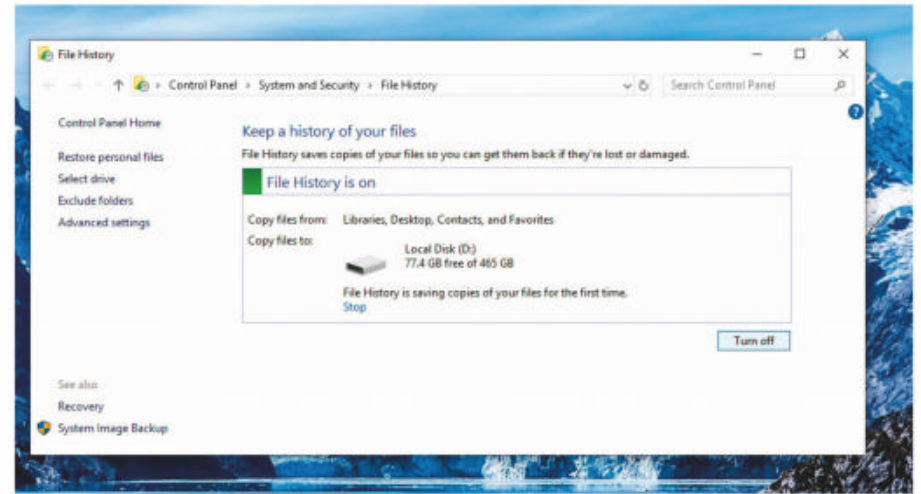 File History
Control Panel > System and Security > File History
Search Control Panel
Control Panel Home
Restore personal files
Select drive
Exclude folders
Advanced settings
Keep a history of your files
File History saves copies of your files so you can get them back if they're lost or damaged.
File History is on
Copy files from: Libraries, Desktop, Contacts, and Favorites
Copy files to:
Local Disk (D:)
77.4 GB free of 465 GB
File History is saving copies of your files for the first time.
Stop
Turn off
See also
Recovery
System Image Backup